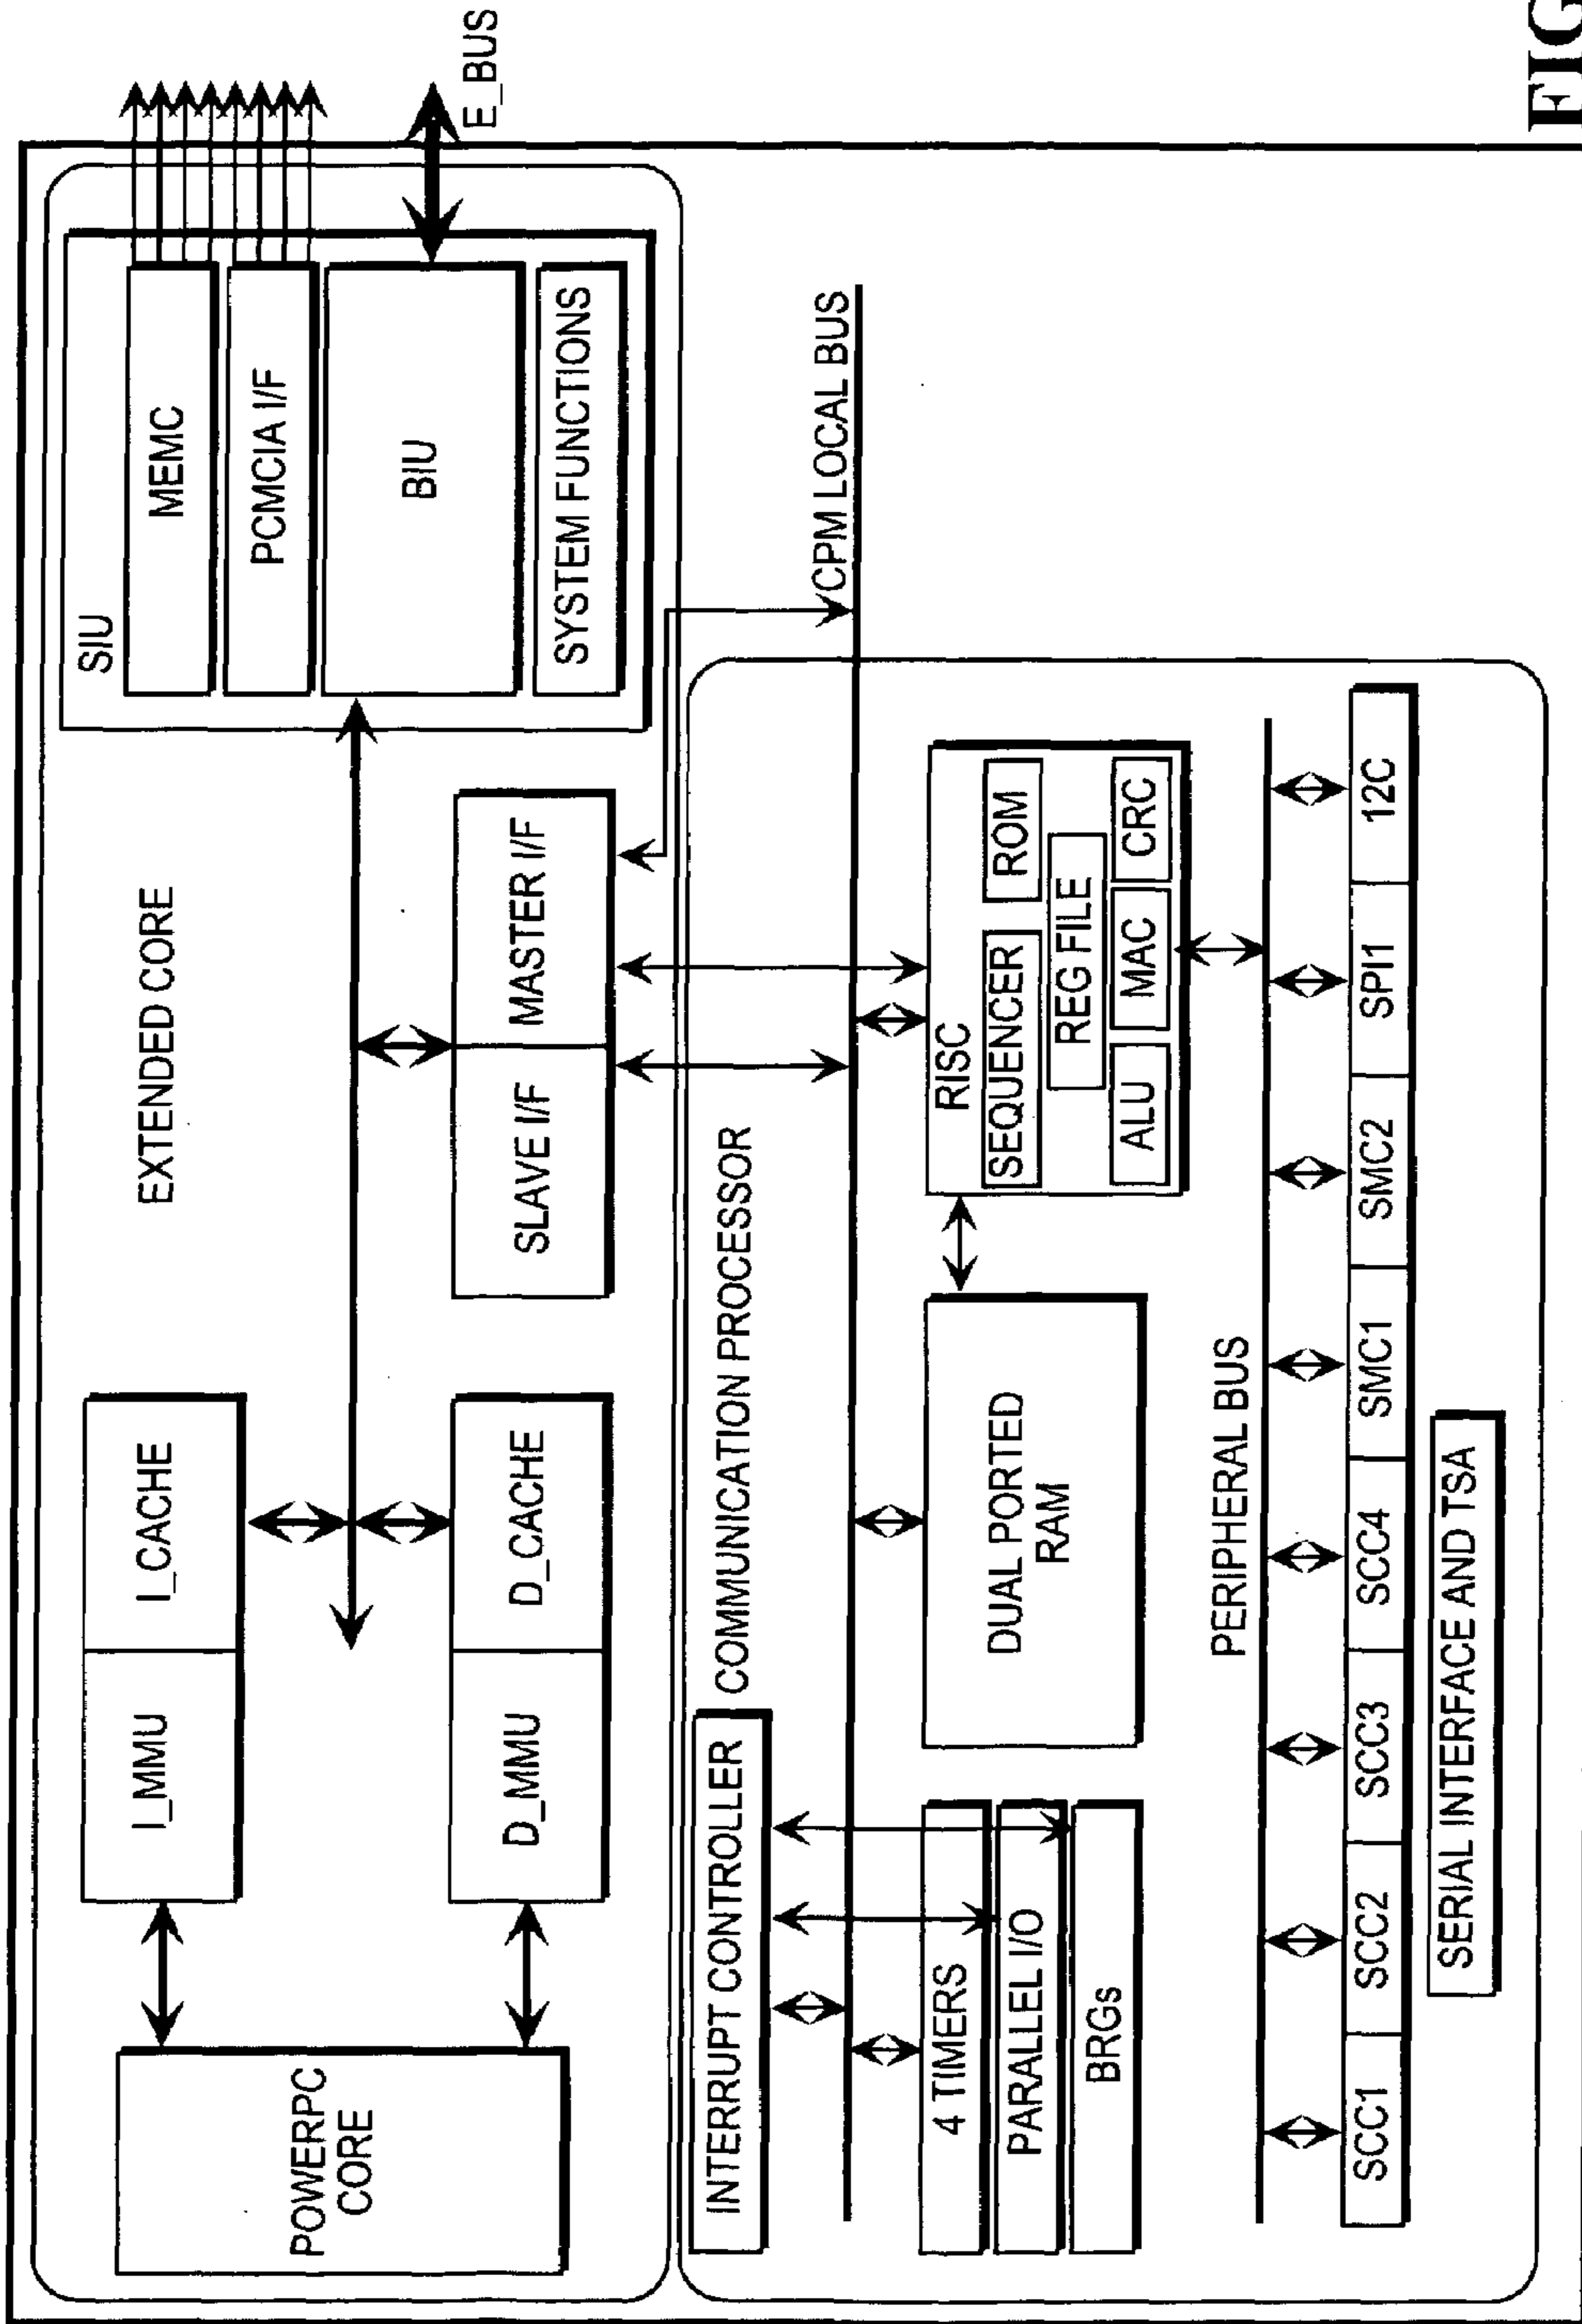 POWERPC
CORE
I_MMU
I_CACHE
D_MMU
D_CACHE
EXTENDED CORE
SLAVE I/F
MASTER I/F
SIU
MEMC
PCMCIA I/F
BIU
SYSTEM FUNCTIONS
E_BUS
INTERRUPT CONTROLLER
COMMUNICATION PROCESSOR
CPM LOCAL BUS
4 TIMERS
PARALLEL I/O
BRGs
DUAL PORTED
RAM
RISC
SEQUENCER
ROM
REG FILE
ALU
MAC
CRC
PERIPHERAL BUS
SCC1
SCC2
SCC3
SCC4
SMC1
SMC2
SPI1
12C
SERIAL INTERFACE AND TSA
FIG